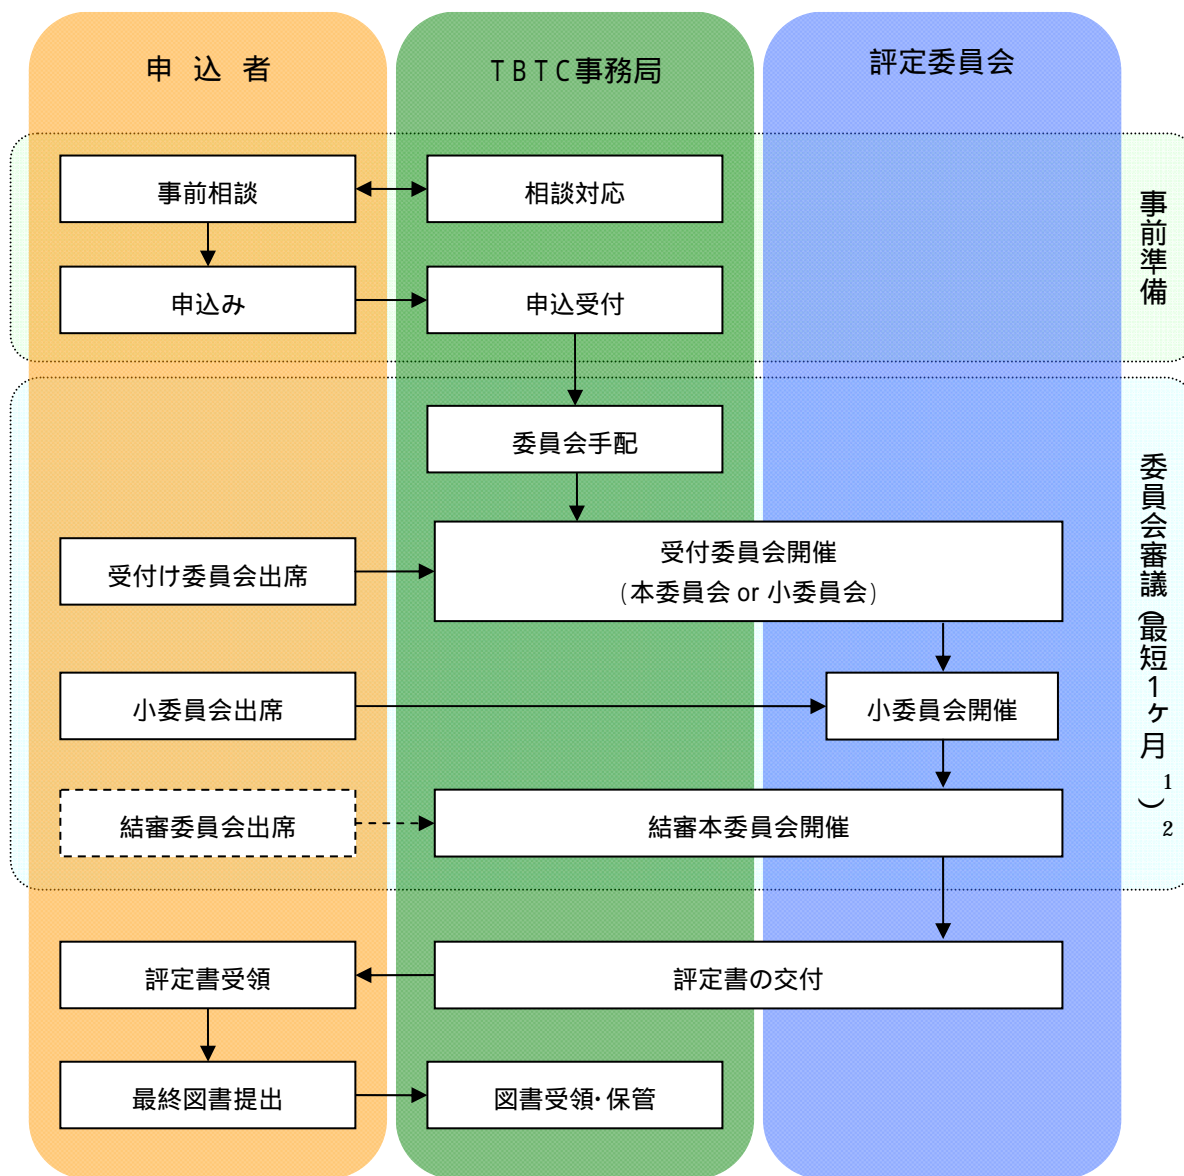 申 込 者
TBTC事務局
評定委員会
事前相談
相談対応
事前準備
申込み
申込受付
委員会手配
委員会審議(最短1ヶ月 1) 2
受付け委員会出席
受付委員会開催
(本委員会 or 小委員会)
小委員会出席
小委員会開催
結審委員会出席
結審本委員会開催
評定書受領
評定書の交付
最終図書提出
図書受領・保管